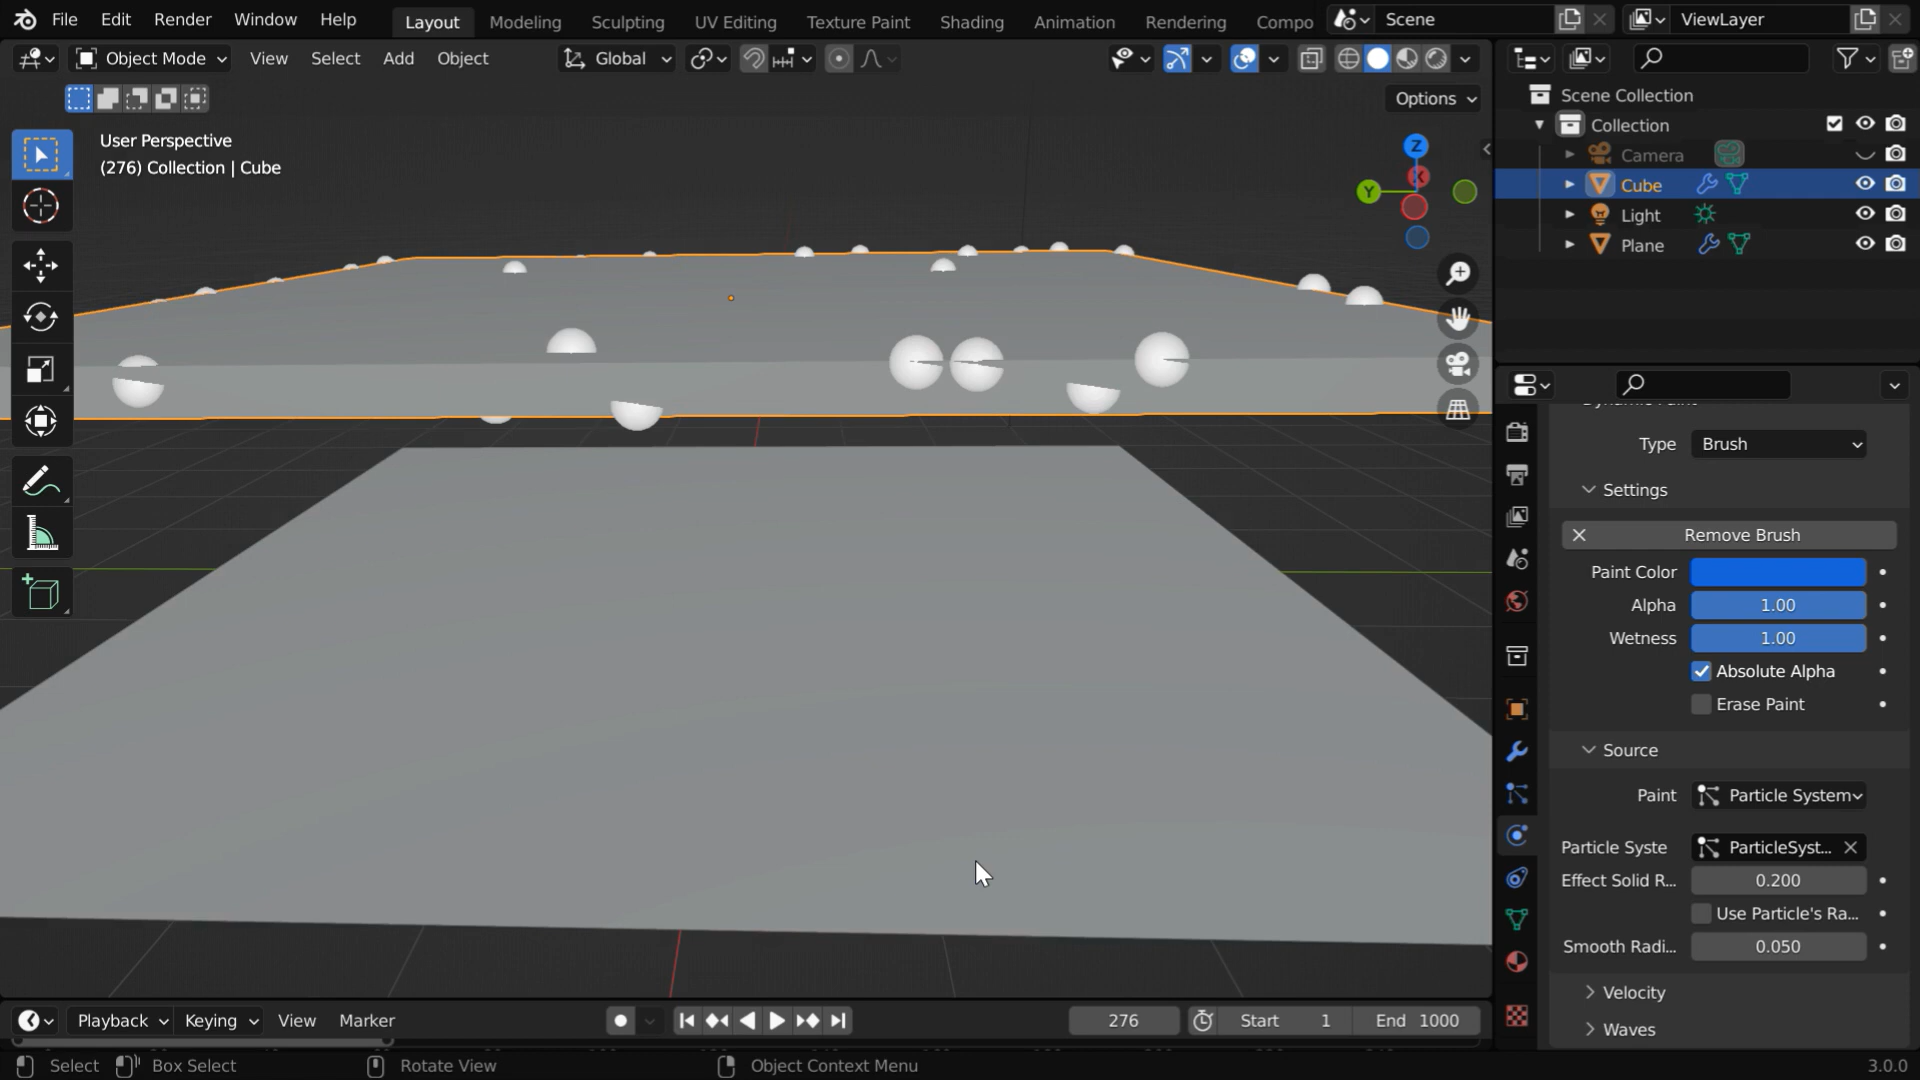 File Edit Render Window Help Layout Modeling Sculpting UV Editing Texture Paint Shading Animation Rendering Compo Scene ViewLayer
Object Mode View Select Add Object Global
Options
User Perspective
(276) Collection | Cube
Z
X
Y
Scene Collection
Collection
Camera
Cube
Light
Plane
Type Brush
Settings
Remove Brush
Paint Color
Alpha 1.00
Wetness 1.00
Absolute Alpha
Erase Paint
Source
Paint Particle System
Particle Syste ParticleSyst...
Effect Solid R... 0.200
Use Particle's Ra...
Smooth Radi... 0.050
Velocity
Waves
Playback Keying View Marker 276 Start 1 End 1000
Select Box Select Rotate View Object Context Menu 3.0.0